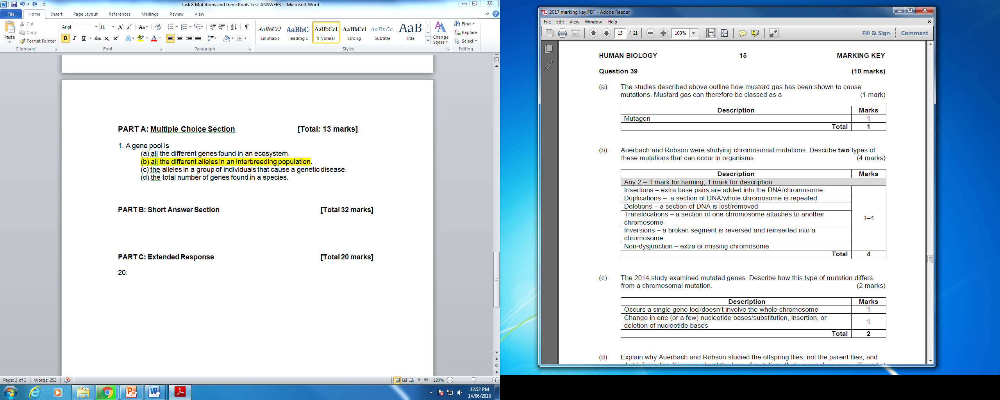 Task 8 Mutations and Gene Pools Test ANSWERS - Microsoft Word
File Home Insert Page Layout References Mailings Review View
Paste
Cut
Copy
Format Painter
Clipboard
Arial 11
Font
Paragraph
AaBbCcI AaBbC AaBbCcI AaBbCcI AaBbCc. AaB
Emphasis Heading 1 ¶ Normal Strong Subtitle Title
Change Styles
Styles
Find
Replace
Select
Editing
PART A: Multiple Choice Section [Total: 13 marks]
1. A gene pool is
(a) all the different genes found in an ecosystem.
(b) all the different alleles in an interbreeding population.
(c) the alleles in a group of individuals that cause a genetic disease.
(d) the total number of genes found in a species.
PART B: Short Answer Section [Total 32 marks]
PART C: Extended Response [Total 20 marks]
20.
Page: 3 of 3 Words: 253 120%
12:52 PM
14/06/2018
2017 marking key.PDF - Adobe Reader
File Edit View Window Help
15 / 21 103% Fill & Sign Comment
HUMAN BIOLOGY 15 MARKING KEY
Question 39 (10 marks)
(a) The studies described above outline how mustard gas has been shown to cause
mutations. Mustard gas can therefore be classed as a (1 mark)
Description Marks
Mutagen 1
Total 1
(b) Auerbach and Robson were studying chromosomal mutations. Describe two types of
these mutations that can occur in organisms. (4 marks)
Description Marks
Any 2 – 1 mark for naming, 1 mark for description
Insertions – extra base pairs are added into the DNA/chromosome.
Duplications – a section of DNA/whole chromosome is repeated
Deletions – a section of DNA is lost/removed
Translocations – a section of one chromosome attaches to another
chromosome
Inversions – a broken segment is reversed and reinserted into a
chromosome
Non-dysjunction – extra or missing chromosome
1–4
Total 4
(c) The 2014 study examined mutated genes. Describe how this type of mutation differs
from a chromosomal mutation. (2 marks)
Description Marks
Occurs a single gene loci/doesn't involve the whole chromosome 1
Change in one (or a few) nucleotide bases/substitution, insertion, or
deletion of nucleotide bases 1
Total 2
(d) Explain why Auerbach and Robson studied the offspring flies, not the parent flies, and